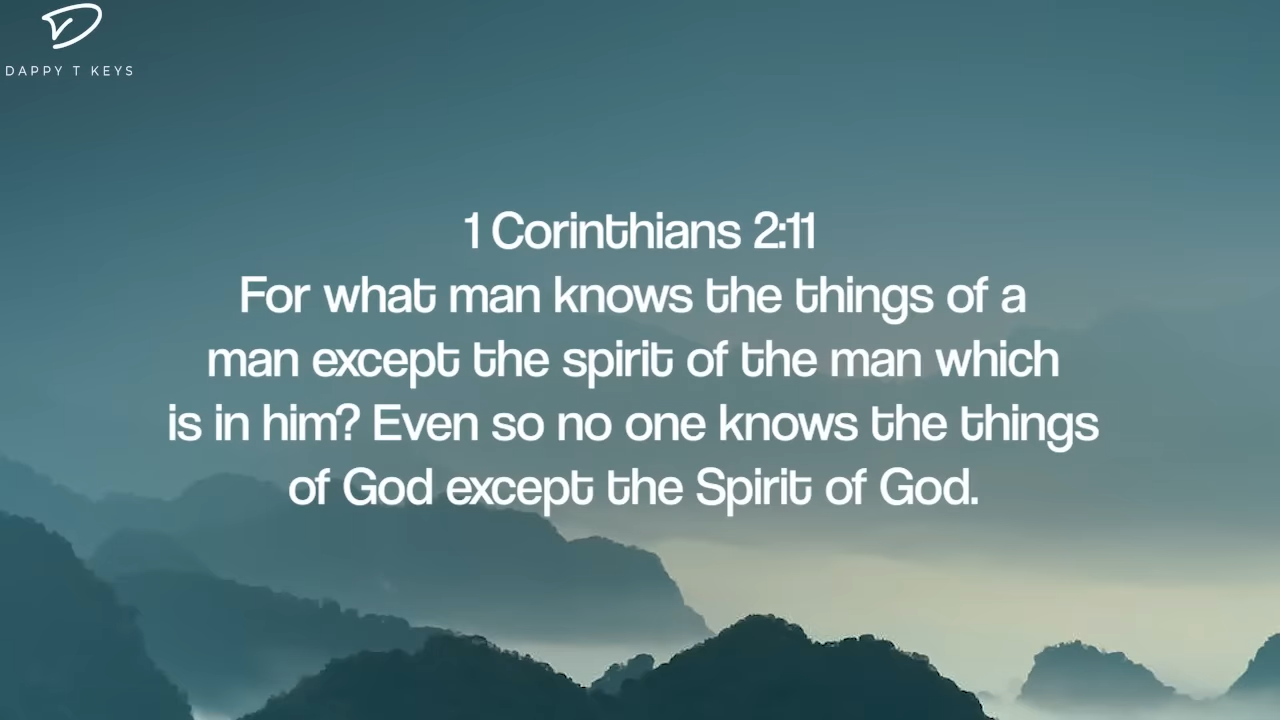 DAPPY T KEYS
1 Corinthians 2:11
For what man knows the things of a
man except the spirit of the man which
is in him? Even so no one knows the things
of God except the Spirit of God.